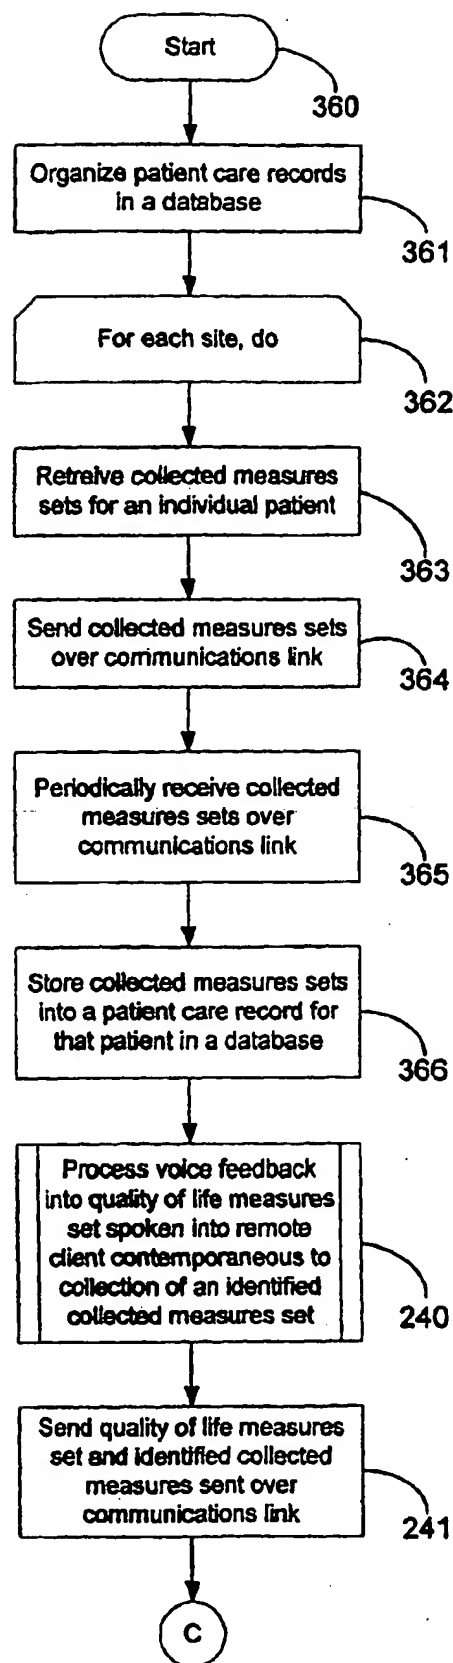 Start
360
Organize patient care records
in a database
361
For each site, do
362
Retreive collected measures
sets for an individual patient
363
Send collected measures sets
over communications link
364
Periodically receive collected
measures sets over
communications link
365
Store collected measures sets
into a patient care record for
that patient in a database
366
Process voice feedback
into quality of life measures
set spoken into remote
client contemporaneous to
collection of an identified
collected measures set
240
Send quality of life measures
set and identified collected
measures sent over
communications link
241
C